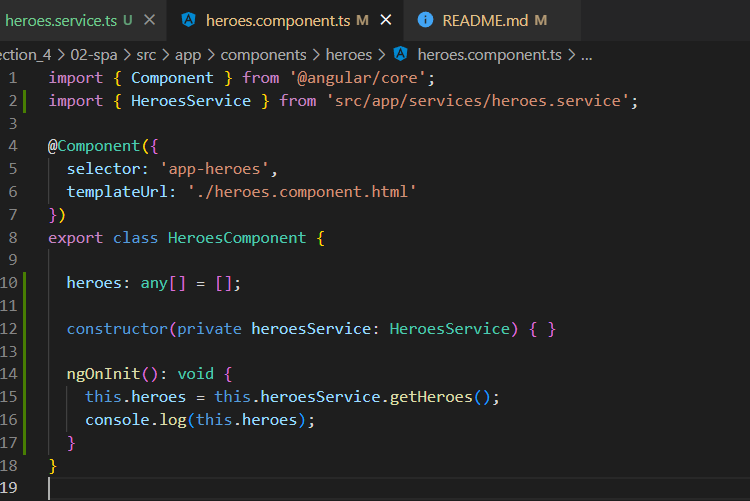 heroes.service.ts U × heroes.component.ts M × README.md M
ection_4 > 02-spa > src > app > components > heroes > heroes.component.ts > ...
1 import { Component } from '@angular/core';
2 import { HeroesService } from 'src/app/services/heroes.service';
3
4 @Component({
5   selector: 'app-heroes',
6   templateUrl: './heroes.component.html'
7 })
8 export class HeroesComponent {
9
10   heroes: any[] = [];
11
12   constructor(private heroesService: HeroesService) { }
13
14   ngOnInit(): void {
15     this.heroes = this.heroesService.getHeroes();
16     console.log(this.heroes);
17   }
18 }
19